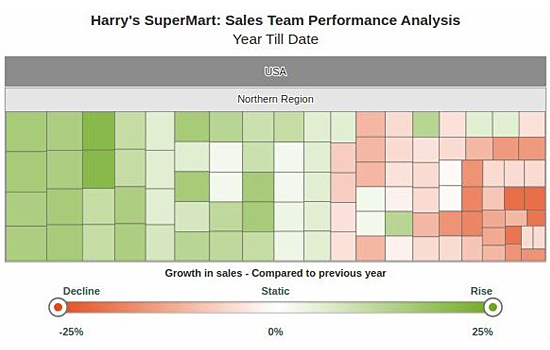 Harry's SuperMart: Sales Team Performance Analysis
Year Till Date
USA
Northern Region
Growth in sales - Compared to previous year
Decline Static Rise
-25% 0% 25%